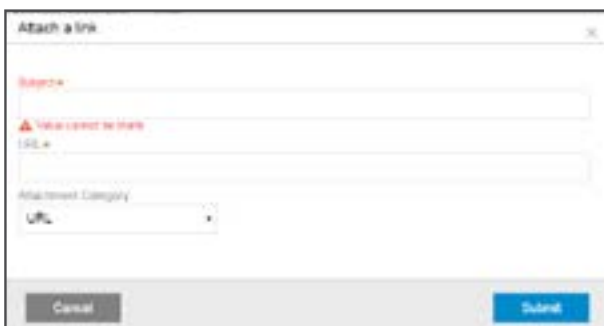 Attach a link
Subject *
Value cannot be blank
URL *
Attachment Category
URL
Cancel
Submit